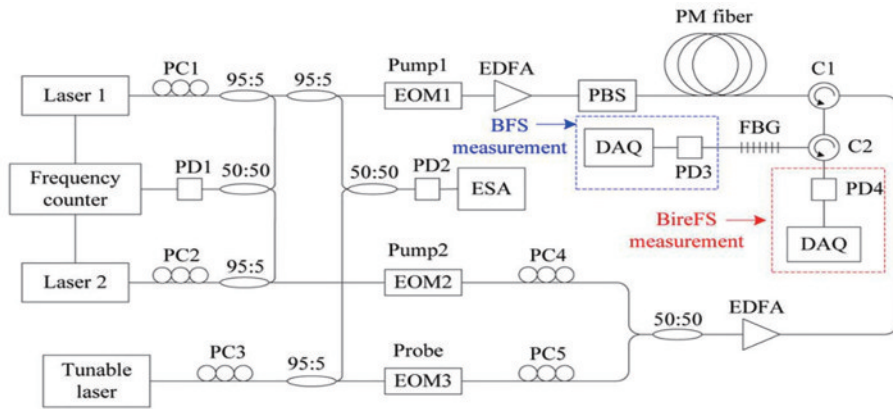 PM fiber
PC1
95:5
95:5
Pump1
EDFA
C1
Laser 1
EOM1
PBS
BFS
measurement
DAQ
PD3
FBG
C2
Frequency
counter
PD1
50:50
50:50
PD2
ESA
PD4
BireFS
measurement
DAQ
Laser 2
PC2
95:5
Pump2
EOM2
PC4
50:50
EDFA
Tunable
laser
PC3
95:5
Probe
EOM3
PC5